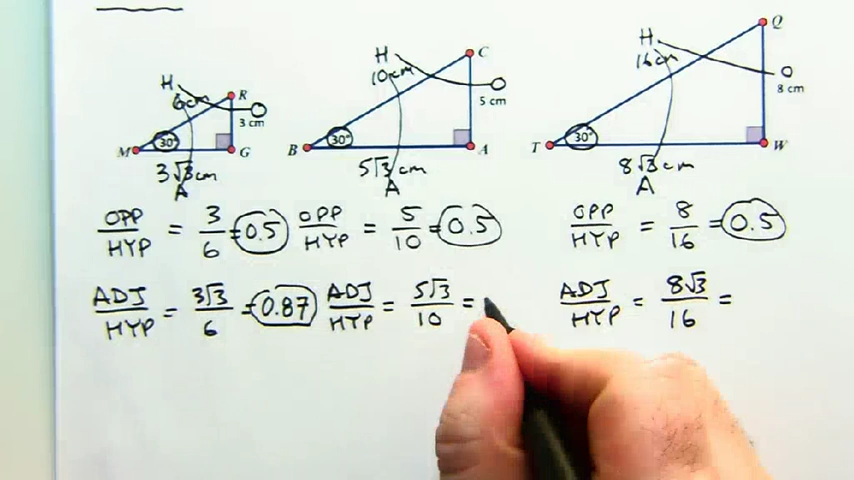 H
6cm
R
O
3 cm
30°
M
G
3√3 cm
A
H
10cm
C
O
5 cm
30°
B
A
5√3 cm
A
H
16cm
Q
O
8 cm
30°
T
W
8√3 cm
A
OPP/HYP = 3/6 = 0.5
OPP/HYP = 5/10 = 0.5
OPP/HYP = 8/16 = 0.5
ADJ/HYP = 3√3/6 = 0.87
ADJ/HYP = 5√3/10 =
ADJ/HYP = 8√3/16 =